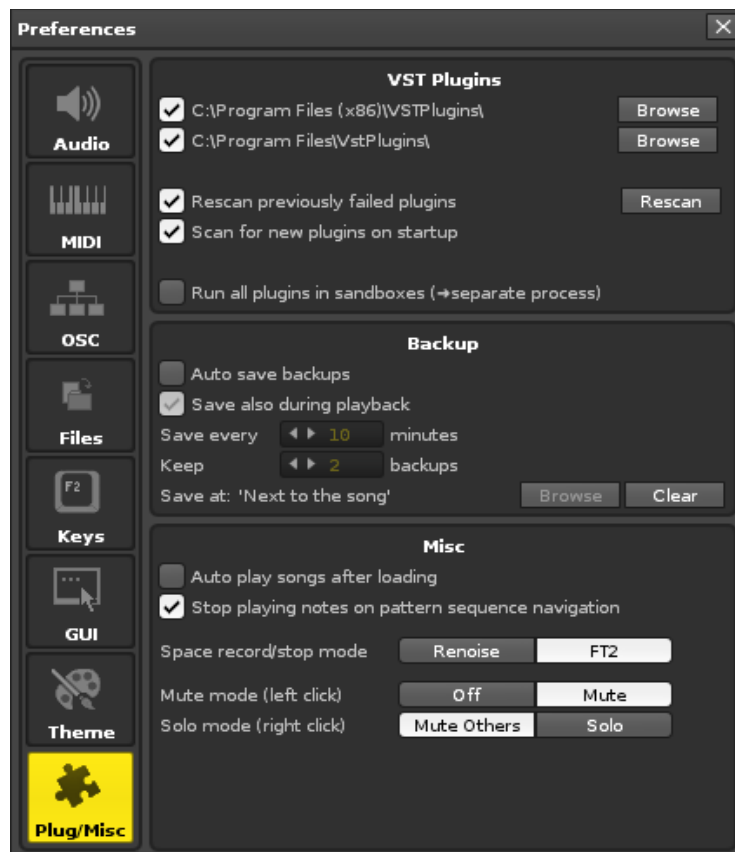 Preferences
Audio
MIDI
OSC
Files
F2
Keys
GUI
Theme
Plug/Misc
VST Plugins
C:\Program Files (x86)\VSTPlugins\ Browse
C:\Program Files\VstPlugins\ Browse
Rescan previously failed plugins Rescan
Scan for new plugins on startup
Run all plugins in sandboxes (➔separate process)
Backup
Auto save backups
Save also during playback
Save every 10 minutes
Keep 2 backups
Save at: 'Next to the song' Browse Clear
Misc
Auto play songs after loading
Stop playing notes on pattern sequence navigation
Space record/stop mode Renoise FT2
Mute mode (left click) Off Mute
Solo mode (right click) Mute Others Solo